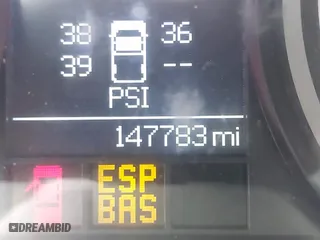 38 36
39 --
PSI
147783 mi
ESP
BAS
DREAMBID